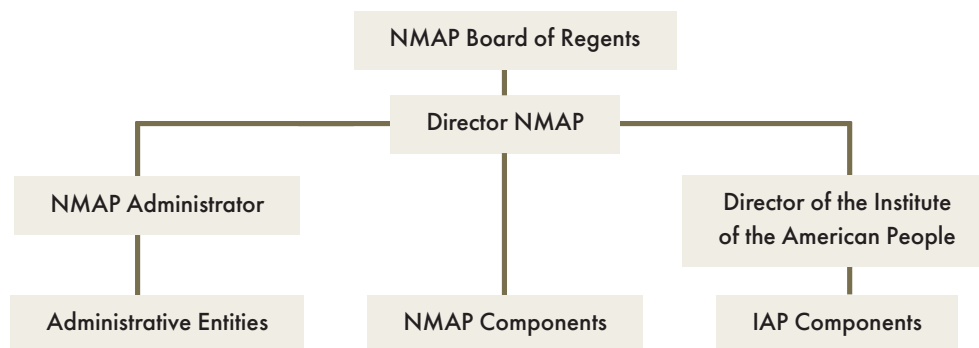 NMAP Board of Regents
Director NMAP
NMAP Administrator
Director of the Institute
of the American People
Administrative Entities
NMAP Components
IAP Components